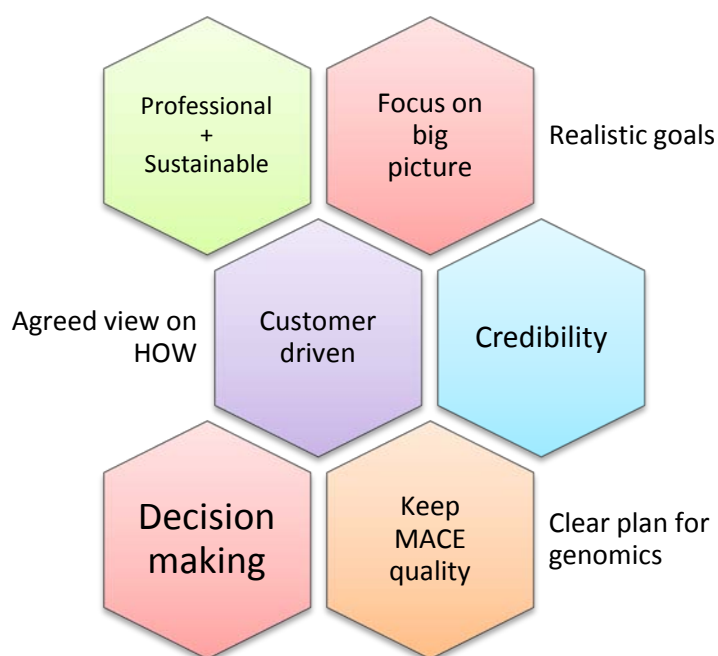 Professional
+
Sustainable
Focus on
big
picture
Realistic goals
Agreed view on
HOW
Customer
driven
Credibility
Decision
making
Keep
MACE
quality
Clear plan for
genomics